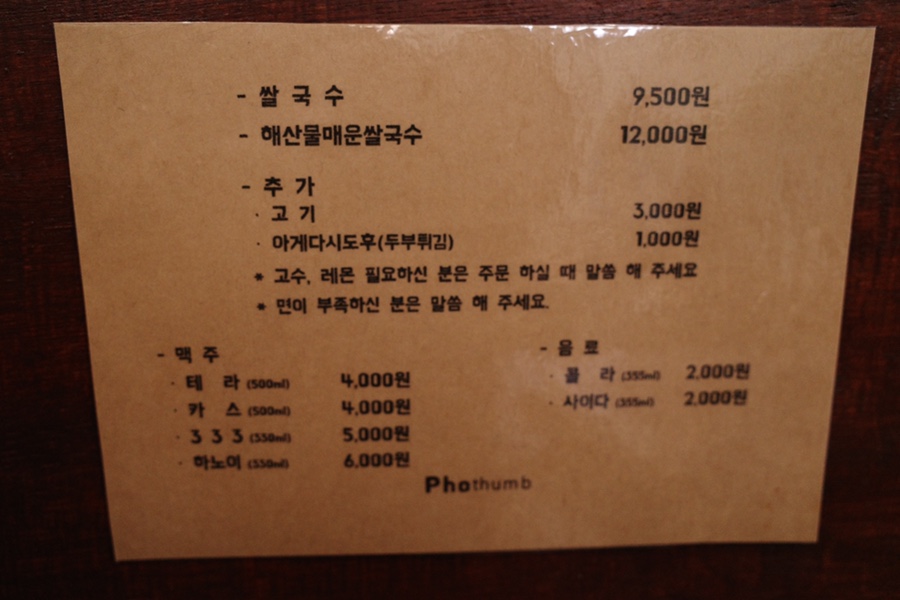 - 쌀 국 수 9,500원
- 해산물매운쌀국수 12,000원
- 추 가
· 고 기 3,000원
· 아게다시도후(두부튀김) 1,000원
* 고수, 레몬 필요하신 분은 주문 하실 때 말씀 해 주세요
* 면이 부족하신 분은 말씀 해 주세요.
- 맥 주
· 테 라 (500ml) 4,000원
· 카 스 (500ml) 4,000원
· 3 3 3 (330ml) 5,000원
· 하노이 (330ml) 6,000원
- 음 료
· 콜 라 (355ml) 2,000원
· 사이다 (355ml) 2,000원
Phothumb